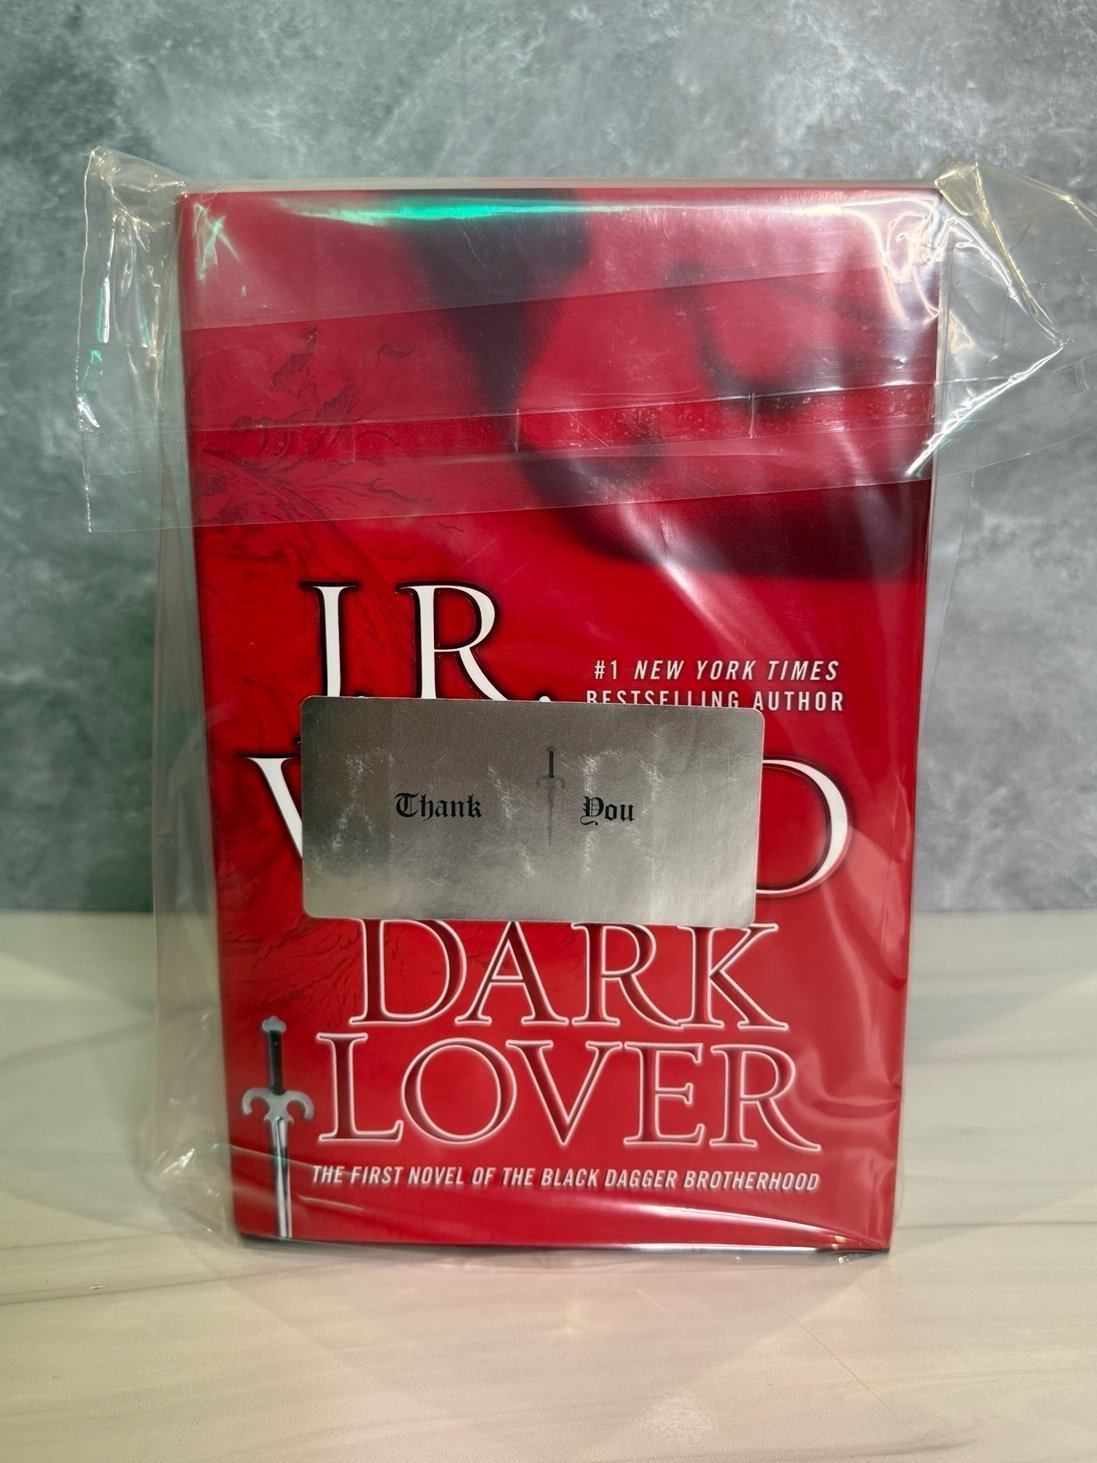 J.R.
#1 NEW YORK TIMES
BESTSELLING AUTHOR
Thank You
DARK
LOVER
THE FIRST NOVEL OF THE BLACK DAGGER BROTHERHOOD